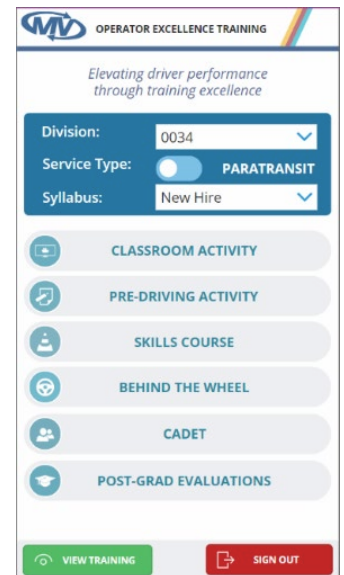 MV OPERATOR EXCELLENCE TRAINING
Elevating driver performance
through training excellence
Division: 0034
Service Type: PARATRANSIT
Syllabus: New Hire
CLASSROOM ACTIVITY
PRE-DRIVING ACTIVITY
SKILLS COURSE
BEHIND THE WHEEL
CADET
POST-GRAD EVALUATIONS
VIEW TRAINING SIGN OUT